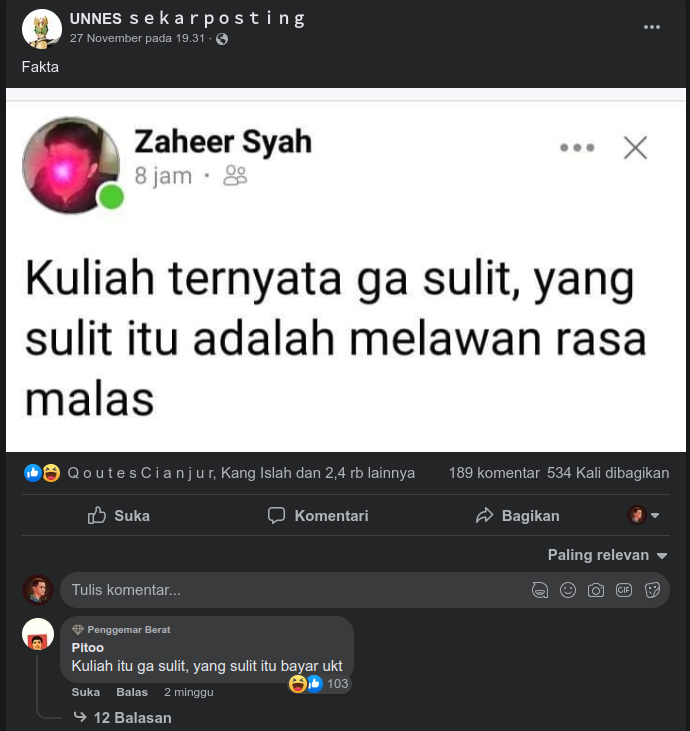 UNNES s e k a r p o s t i n g
27 November pada 19.31 ·
Fakta
Zaheer Syah
8 jam ·
Kuliah ternyata ga sulit, yang
sulit itu adalah melawan rasa
malas
Q o u t e s C i a n j u r, Kang Islah dan 2,4 rb lainnya 189 komentar 534 Kali dibagikan
Suka Komentari Bagikan
Paling relevan
Tulis komentar... GIF
Penggemar Berat
Pitoo
Kuliah itu ga sulit, yang sulit itu bayar ukt
103
Suka Balas 2 minggu
12 Balasan